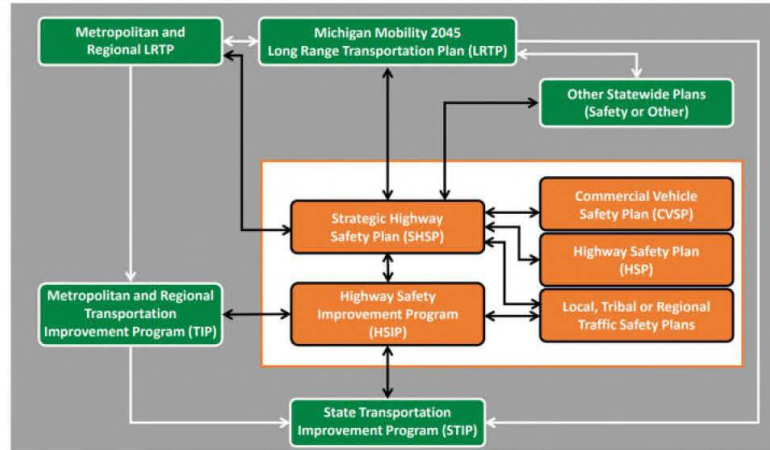 Metropolitan and
Regional LRTP
Michigan Mobility 2045
Long Range Transportation Plan (LRTP)
Other Statewide Plans
(Safety or Other)
Strategic Highway
Safety Plan (SHSP)
Commercial Vehicle
Safety Plan (CVSP)
Highway Safety Plan
(HSP)
Metropolitan and Regional
Transportation
Improvement Program (TIP)
Highway Safety
Improvement Program
(HSIP)
Local, Tribal or Regional
Traffic Safety Plans
State Transportation
Improvement Program (STIP)